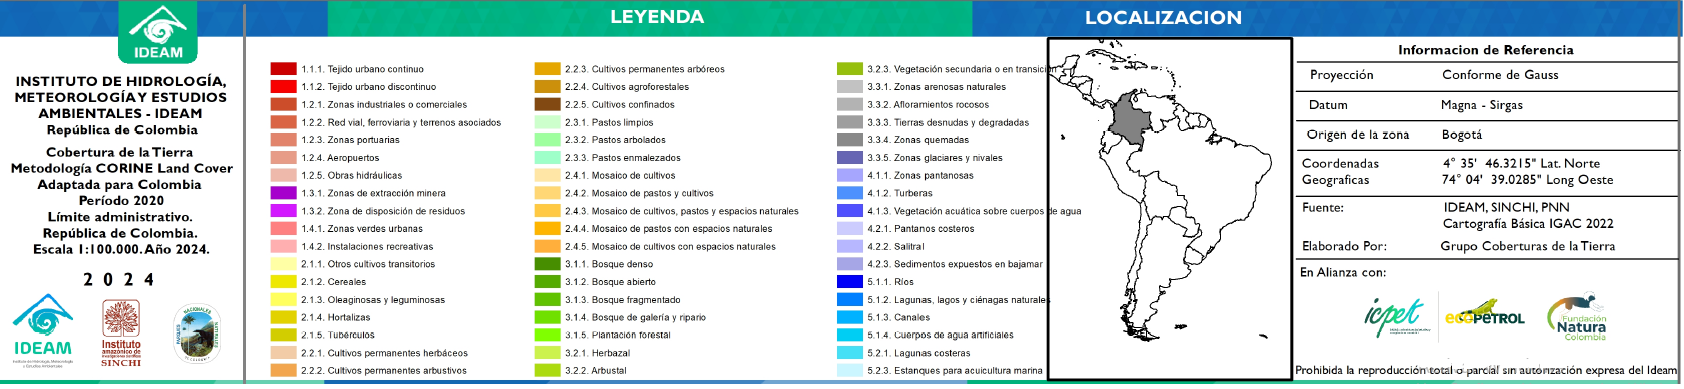 IDEAM
INSTITUTO DE HIDROLOGÍA,
METEOROLOGÍA Y ESTUDIOS
AMBIENTALES - IDEAM
República de Colombia
Cobertura de la Tierra
Metodología CORINE Land Cover
Adaptada para Colombia
Período 2020
Límite administrativo.
República de Colombia.
Escala 1:100.000. Año 2024.
2 0 2 4
IDEAM
Instituto
amazónico de
investigaciones científicas
SINCHI
PARQUES
NACIONALES
NATURALES
DE COLOMBIA
LEYENDA
1.1.1. Tejido urbano continuo
1.1.2. Tejido urbano discontinuo
1.2.1. Zonas industriales o comerciales
1.2.2. Red vial, ferroviaria y terrenos asociados
1.2.3. Zonas portuarias
1.2.4. Aeropuertos
1.2.5. Obras hidráulicas
1.3.1. Zonas de extracción minera
1.3.2. Zona de disposición de residuos
1.4.1. Zonas verdes urbanas
1.4.2. Instalaciones recreativas
2.1.1. Otros cultivos transitorios
2.1.2. Cereales
2.1.3. Oleaginosas y leguminosas
2.1.4. Hortalizas
2.1.5. Tubérculos
2.2.1. Cultivos permanentes herbáceos
2.2.2. Cultivos permanentes arbustivos
2.2.3. Cultivos permanentes arbóreos
2.2.4. Cultivos agroforestales
2.2.5. Cultivos confinados
2.3.1. Pastos limpios
2.3.2. Pastos arbolados
2.3.3. Pastos enmalezados
2.4.1. Mosaico de cultivos
2.4.2. Mosaico de pastos y cultivos
2.4.3. Mosaico de cultivos, pastos y espacios naturales
2.4.4. Mosaico de pastos con espacios naturales
2.4.5. Mosaico de cultivos con espacios naturales
3.1.1. Bosque denso
3.1.2. Bosque abierto
3.1.3. Bosque fragmentado
3.1.4. Bosque de galería y ripario
3.1.5. Plantación forestal
3.2.1. Herbazal
3.2.2. Arbustal
3.2.3. Vegetación secundaria o en transición
3.3.1. Zonas arenosas naturales
3.3.2. Afloramientos rocosos
3.3.3. Tierras desnudas y degradadas
3.3.4. Zonas quemadas
3.3.5. Zonas glaciares y nivales
4.1.1. Zonas pantanosas
4.1.2. Turberas
4.1.3. Vegetación acuática sobre cuerpos de agua
4.2.1. Pantanos costeros
4.2.2. Salitral
4.2.3. Sedimentos expuestos en bajamar
5.1.1. Ríos
5.1.2. Lagunas, lagos y ciénagas naturales
5.1.3. Canales
5.1.4. Cuerpos de agua artificiales
5.2.1. Lagunas costeras
5.2.3. Estanques para acuicultura marina
LOCALIZACION
Informacion de Referencia
Proyección Conforme de Gauss
Datum Magna - Sirgas
Origen de la zona Bogotá
Coordenadas 4° 35' 46.3215" Lat. Norte
Geograficas 74° 04' 39.0285" Long Oeste
Fuente: IDEAM, SINCHI, PNN
Cartografía Básica IGAC 2022
Elaborado Por: Grupo Coberturas de la Tierra
En Alianza con:
icpet
ecoPETROL
Fundación
Natura
Colombia
Prohibida la reproducción total o parcial sin autorización expresa del Ideam